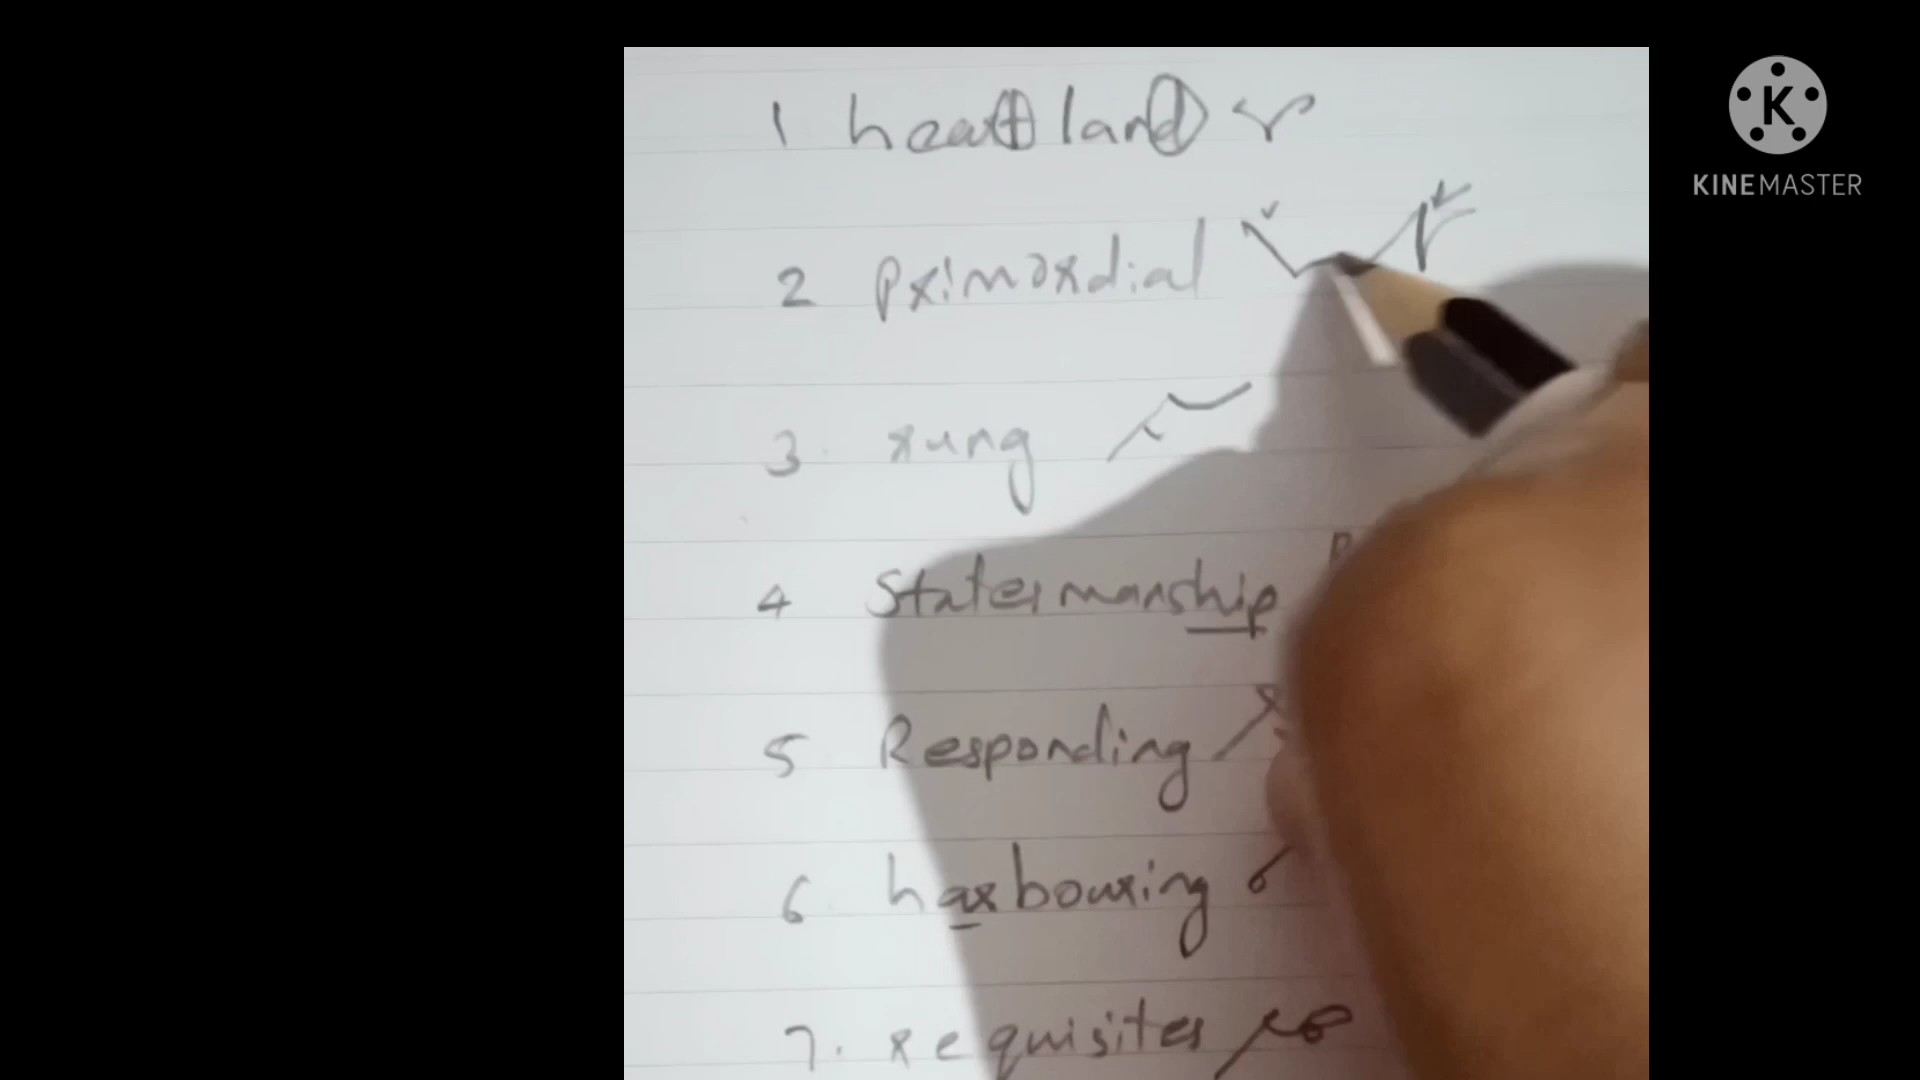 1 heartland
2 primordial
3. rung
4 Statesmanship
5 Responding
6 harbouring
7. requisites
KINEMASTER